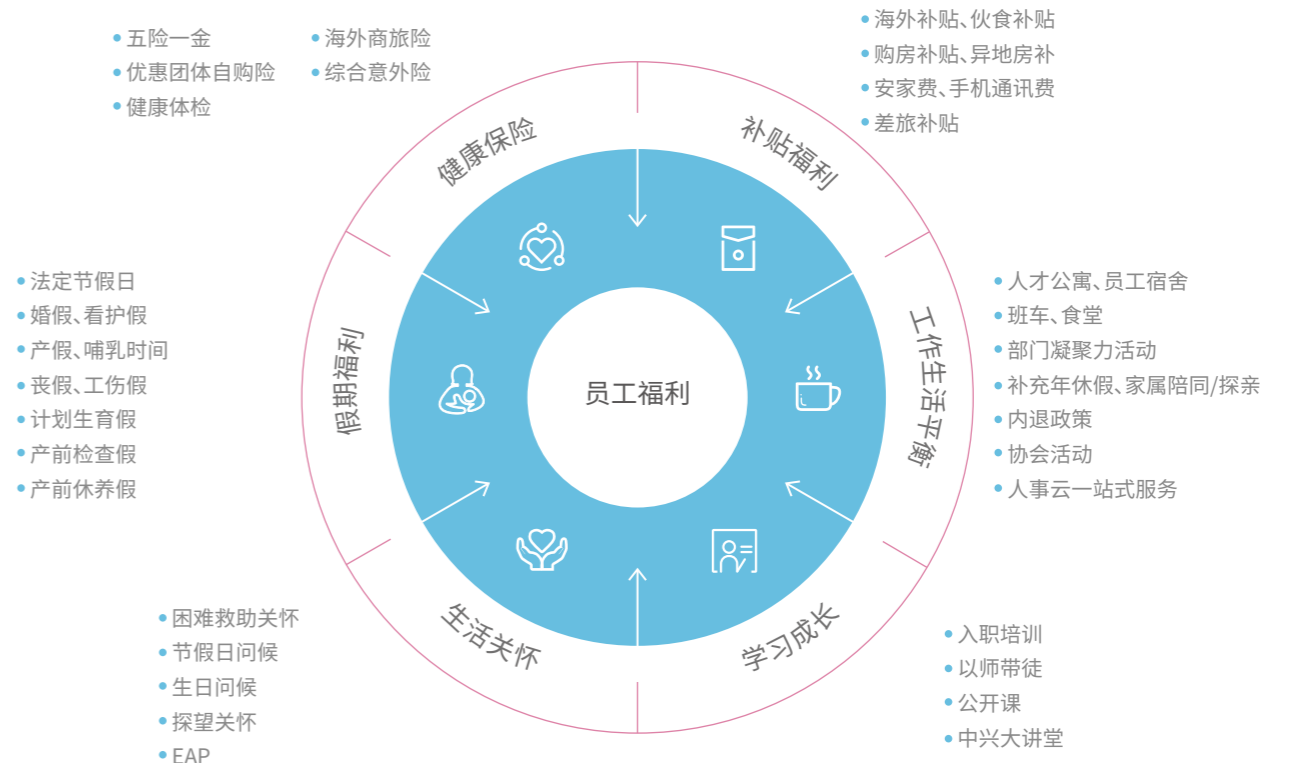 五险一金
优惠团体自购险
健康体检
海外商旅险
综合意外险
海外补贴、伙食补贴
购房补贴、异地房补
安家费、手机通讯费
差旅补贴
健康保险
补贴福利
法定节假日
婚假、看护假
产假、哺乳时间
丧假、工伤假
计划生育假
产前检查假
产前休养假
假期福利
员工福利
工作生活平衡
人才公寓、员工宿舍
班车、食堂
部门凝聚力活动
补充年休假、家属陪同/探亲
内退政策
协会活动
人事云一站式服务
生活关怀
学习成长
困难救助关怀
节假日问候
生日问候
探望关怀
EAP
入职培训
以师带徒
公开课
中兴大讲堂